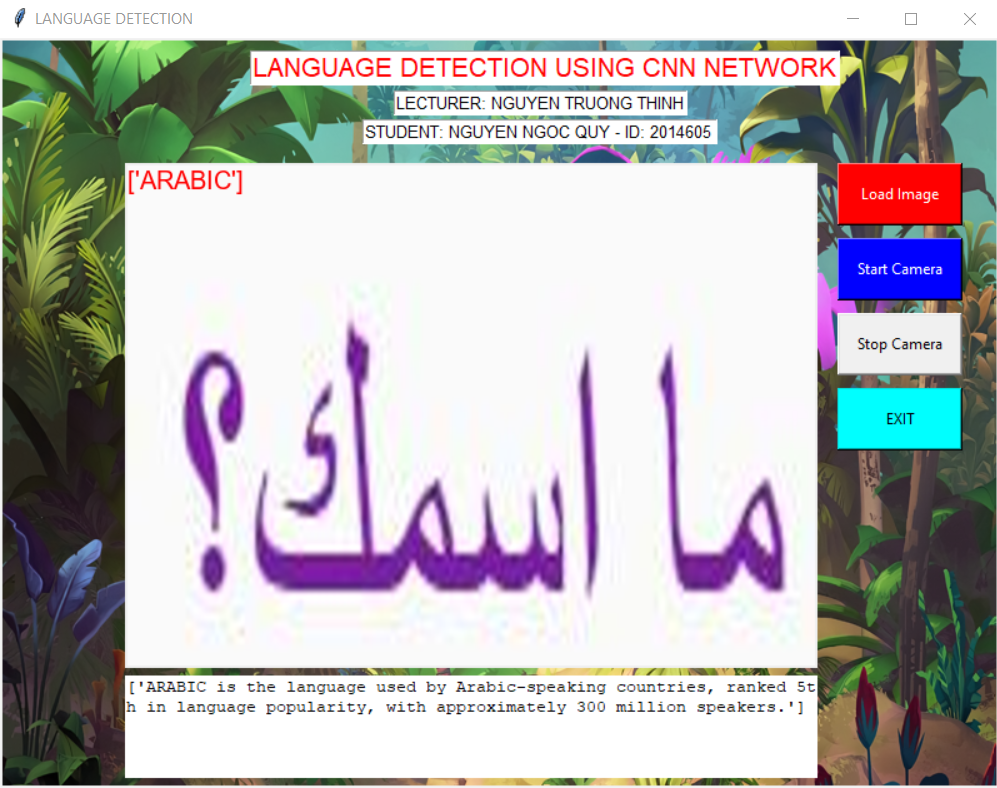 LANGUAGE DETECTION
LANGUAGE DETECTION USING CNN NETWORK
LECTURER: NGUYEN TRUONG THINH
STUDENT: NGUYEN NGOC QUY - ID: 2014605
['ARABIC']
ما اسمك؟
Load Image
Start Camera
Stop Camera
EXIT
['ARABIC is the language used by Arabic-speaking countries, ranked 5t
h in language popularity, with approximately 300 million speakers.']